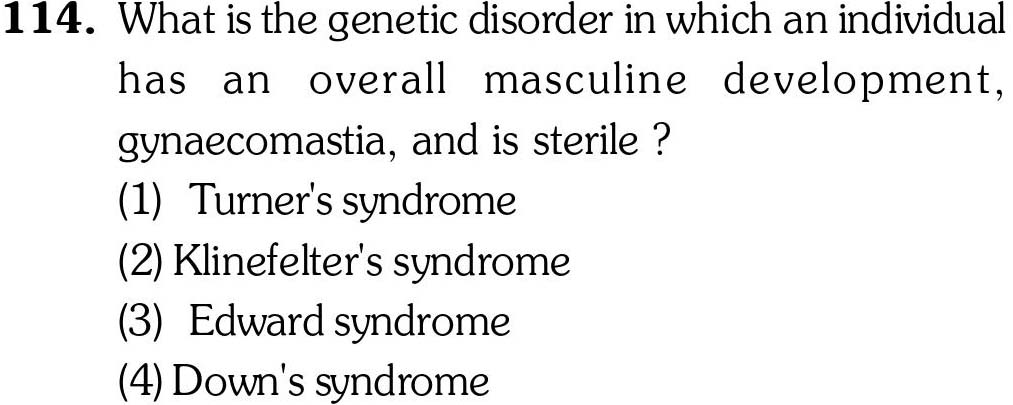 114. What is the genetic disorder in which an individual
has an overall masculine development,
gynaecomastia, and is sterile ?
(1) Turner's syndrome
(2) Klinefelter's syndrome
(3) Edward syndrome
(4) Down's syndrome